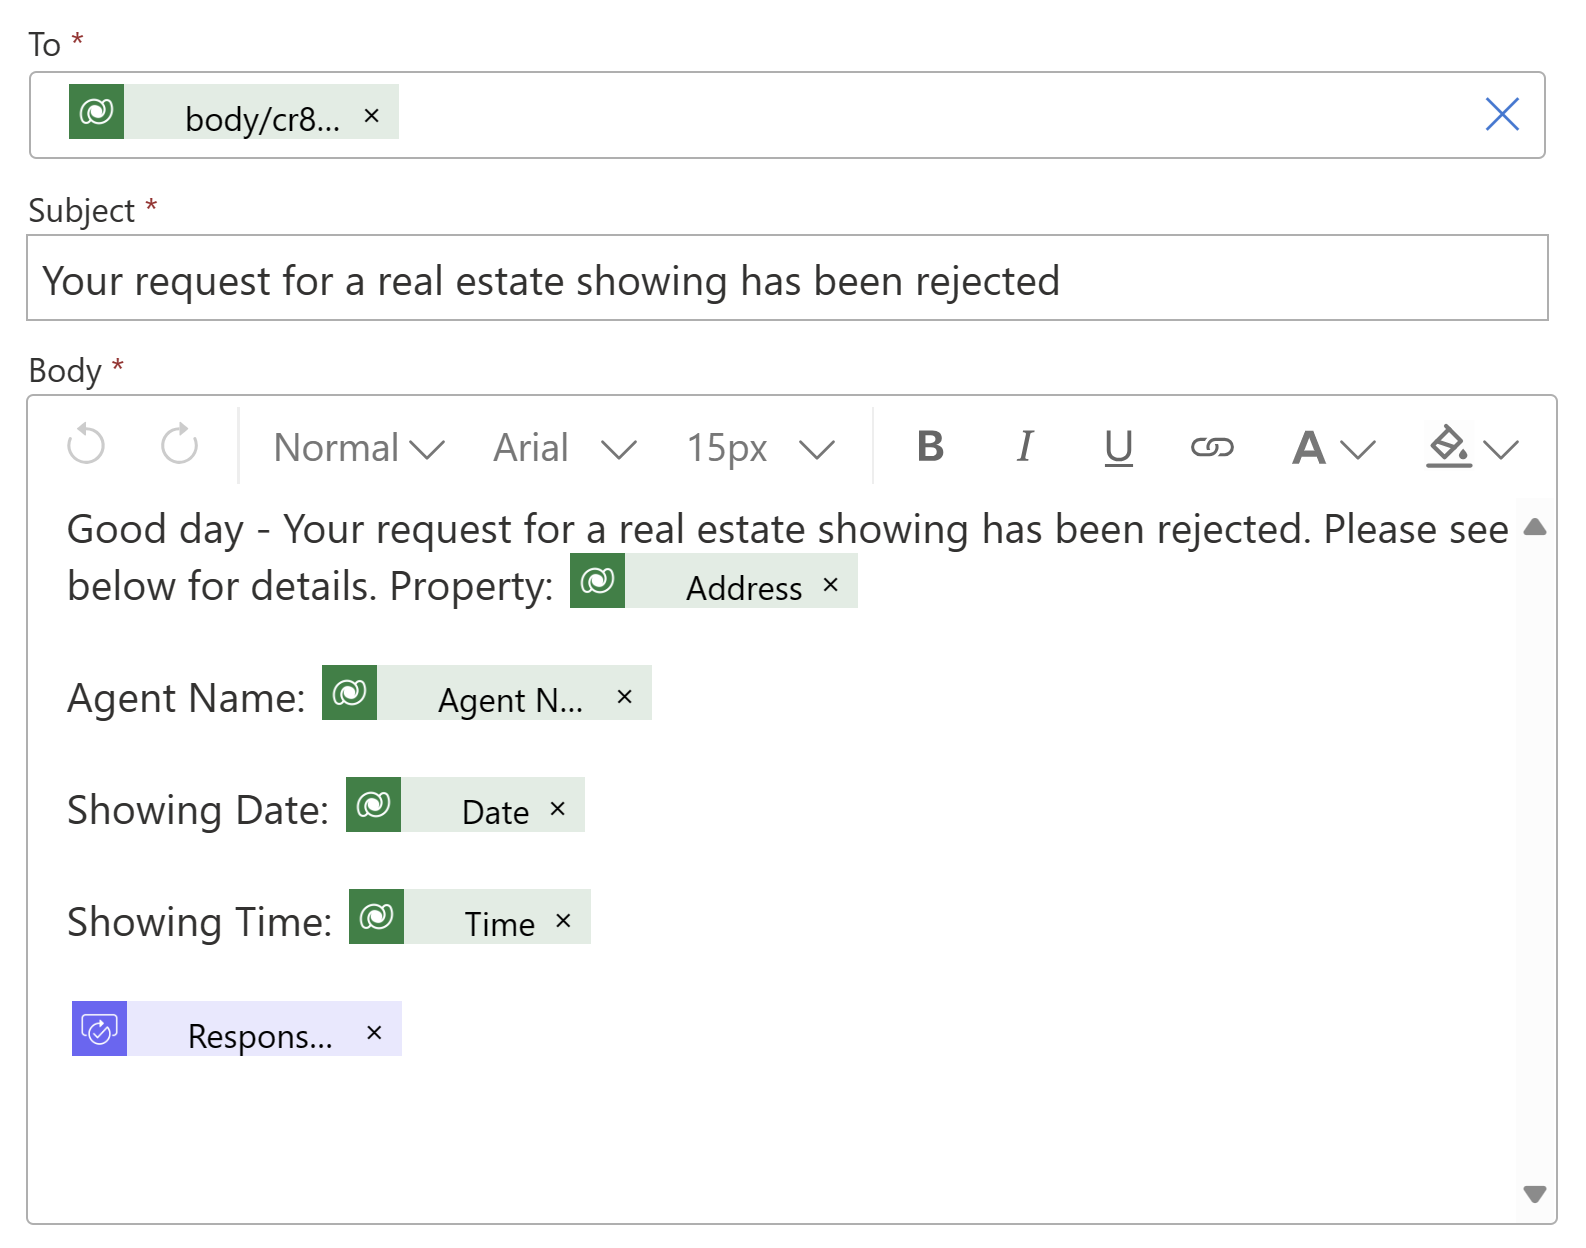 To *
body/cr8... ×
Subject *
Your request for a real estate showing has been rejected
Body *
Normal Arial 15px B I U A
Good day - Your request for a real estate showing has been rejected. Please see
below for details. Property: Address ×
Agent Name: Agent N... ×
Showing Date: Date ×
Showing Time: Time ×
Respons... ×